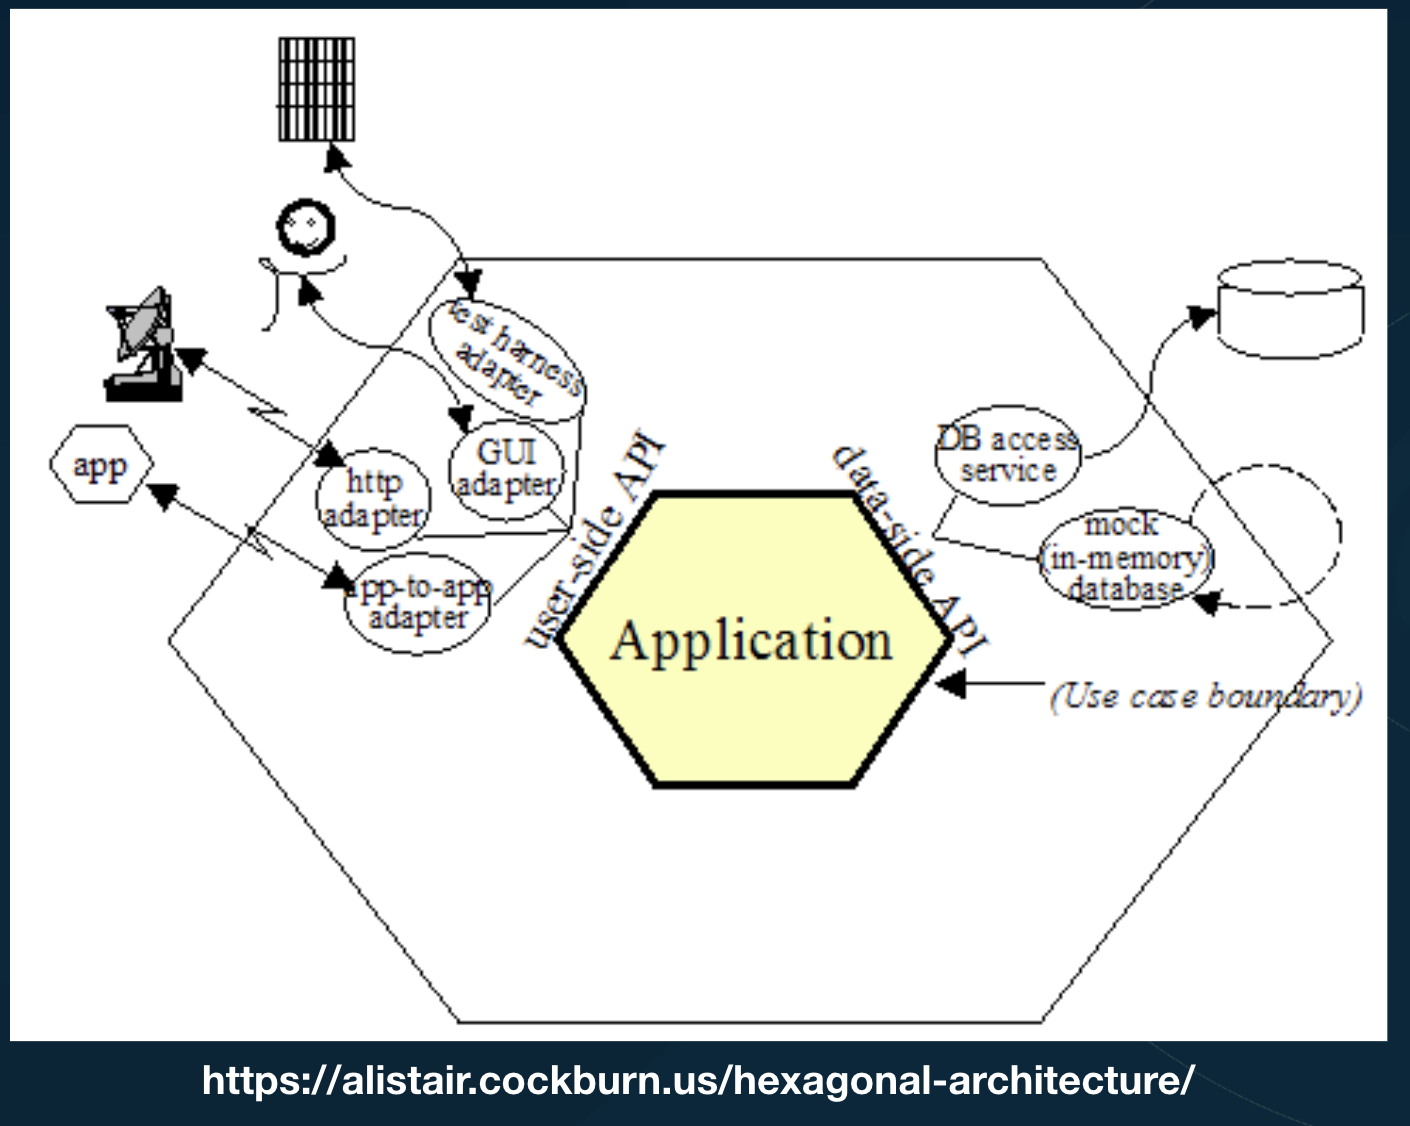 test harness
adapter
GUI
adapter
http
adapter
app
app-to-app
adapter
user-side API
data-side API
DB access
service
mock
(in-memory)
database
Application
(Use case boundary)
https://alistair.cockburn.us/hexagonal-architecture/